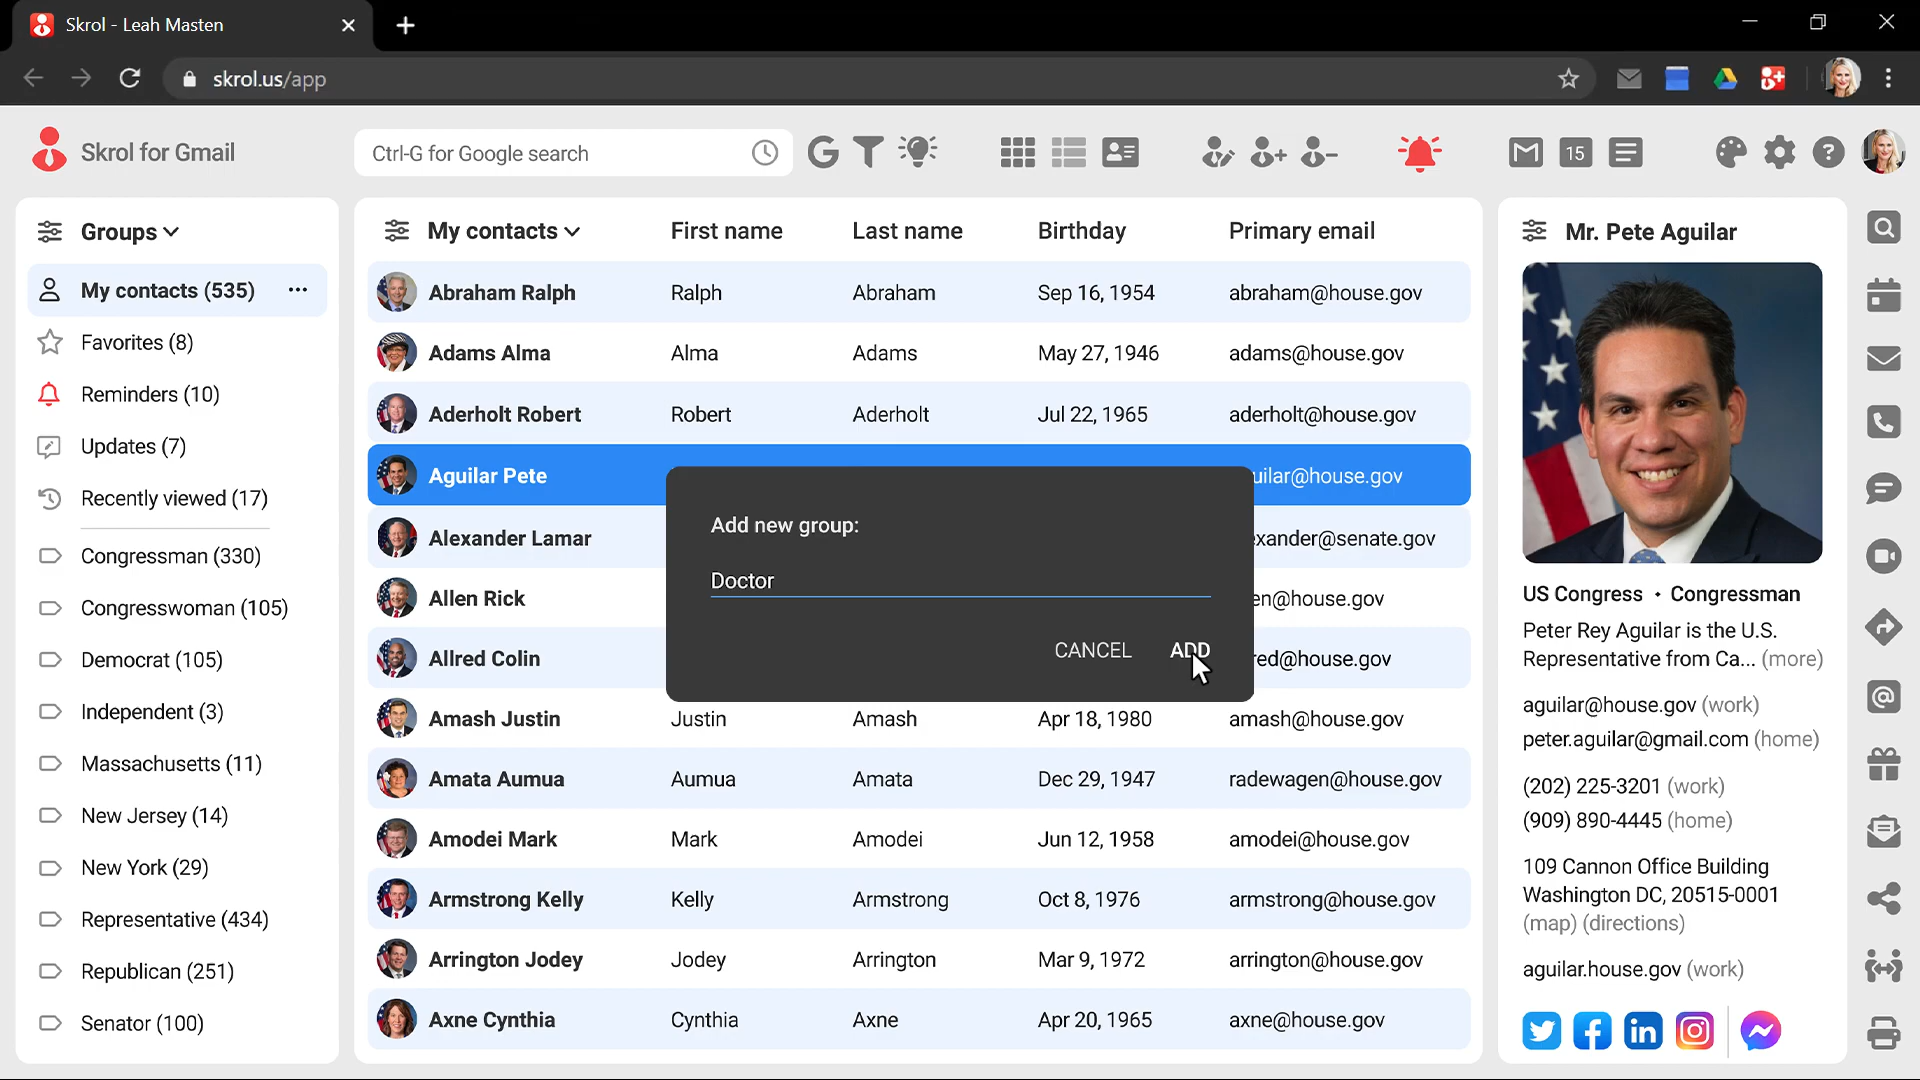 Skrol - Leah Masten
skrol.us/app
Skrol for Gmail
Ctrl-G for Google search
15
Groups
My contacts (535)
Favorites (8)
Reminders (10)
Updates (7)
Recently viewed (17)
Congressman (330)
Congresswoman (105)
Democrat (105)
Independent (3)
Massachusetts (11)
New Jersey (14)
New York (29)
Representative (434)
Republican (251)
Senator (100)
My contacts First name Last name Birthday Primary email
Abraham Ralph Ralph Abraham Sep 16, 1954 abraham@house.gov
Adams Alma Alma Adams May 27, 1946 adams@house.gov
Aderholt Robert Robert Aderholt Jul 22, 1965 aderholt@house.gov
Aguilar Pete uilar@house.gov
Alexander Lamar exander@senate.gov
Allen Rick en@house.gov
Allred Colin red@house.gov
Amash Justin Justin Amash Apr 18, 1980 amash@house.gov
Amata Aumua Aumua Amata Dec 29, 1947 radewagen@house.gov
Amodei Mark Mark Amodei Jun 12, 1958 amodei@house.gov
Armstrong Kelly Kelly Armstrong Oct 8, 1976 armstrong@house.gov
Arrington Jodey Jodey Arrington Mar 9, 1972 arrington@house.gov
Axne Cynthia Cynthia Axne Apr 20, 1965 axne@house.gov
Add new group:
Doctor
CANCEL ADD
Mr. Pete Aguilar
US Congress • Congressman
Peter Rey Aguilar is the U.S.
Representative from Ca... (more)
aguilar@house.gov (work)
peter.aguilar@gmail.com (home)
(202) 225-3201 (work)
(909) 890-4445 (home)
109 Cannon Office Building
Washington DC, 20515-0001
(map) (directions)
aguilar.house.gov (work)